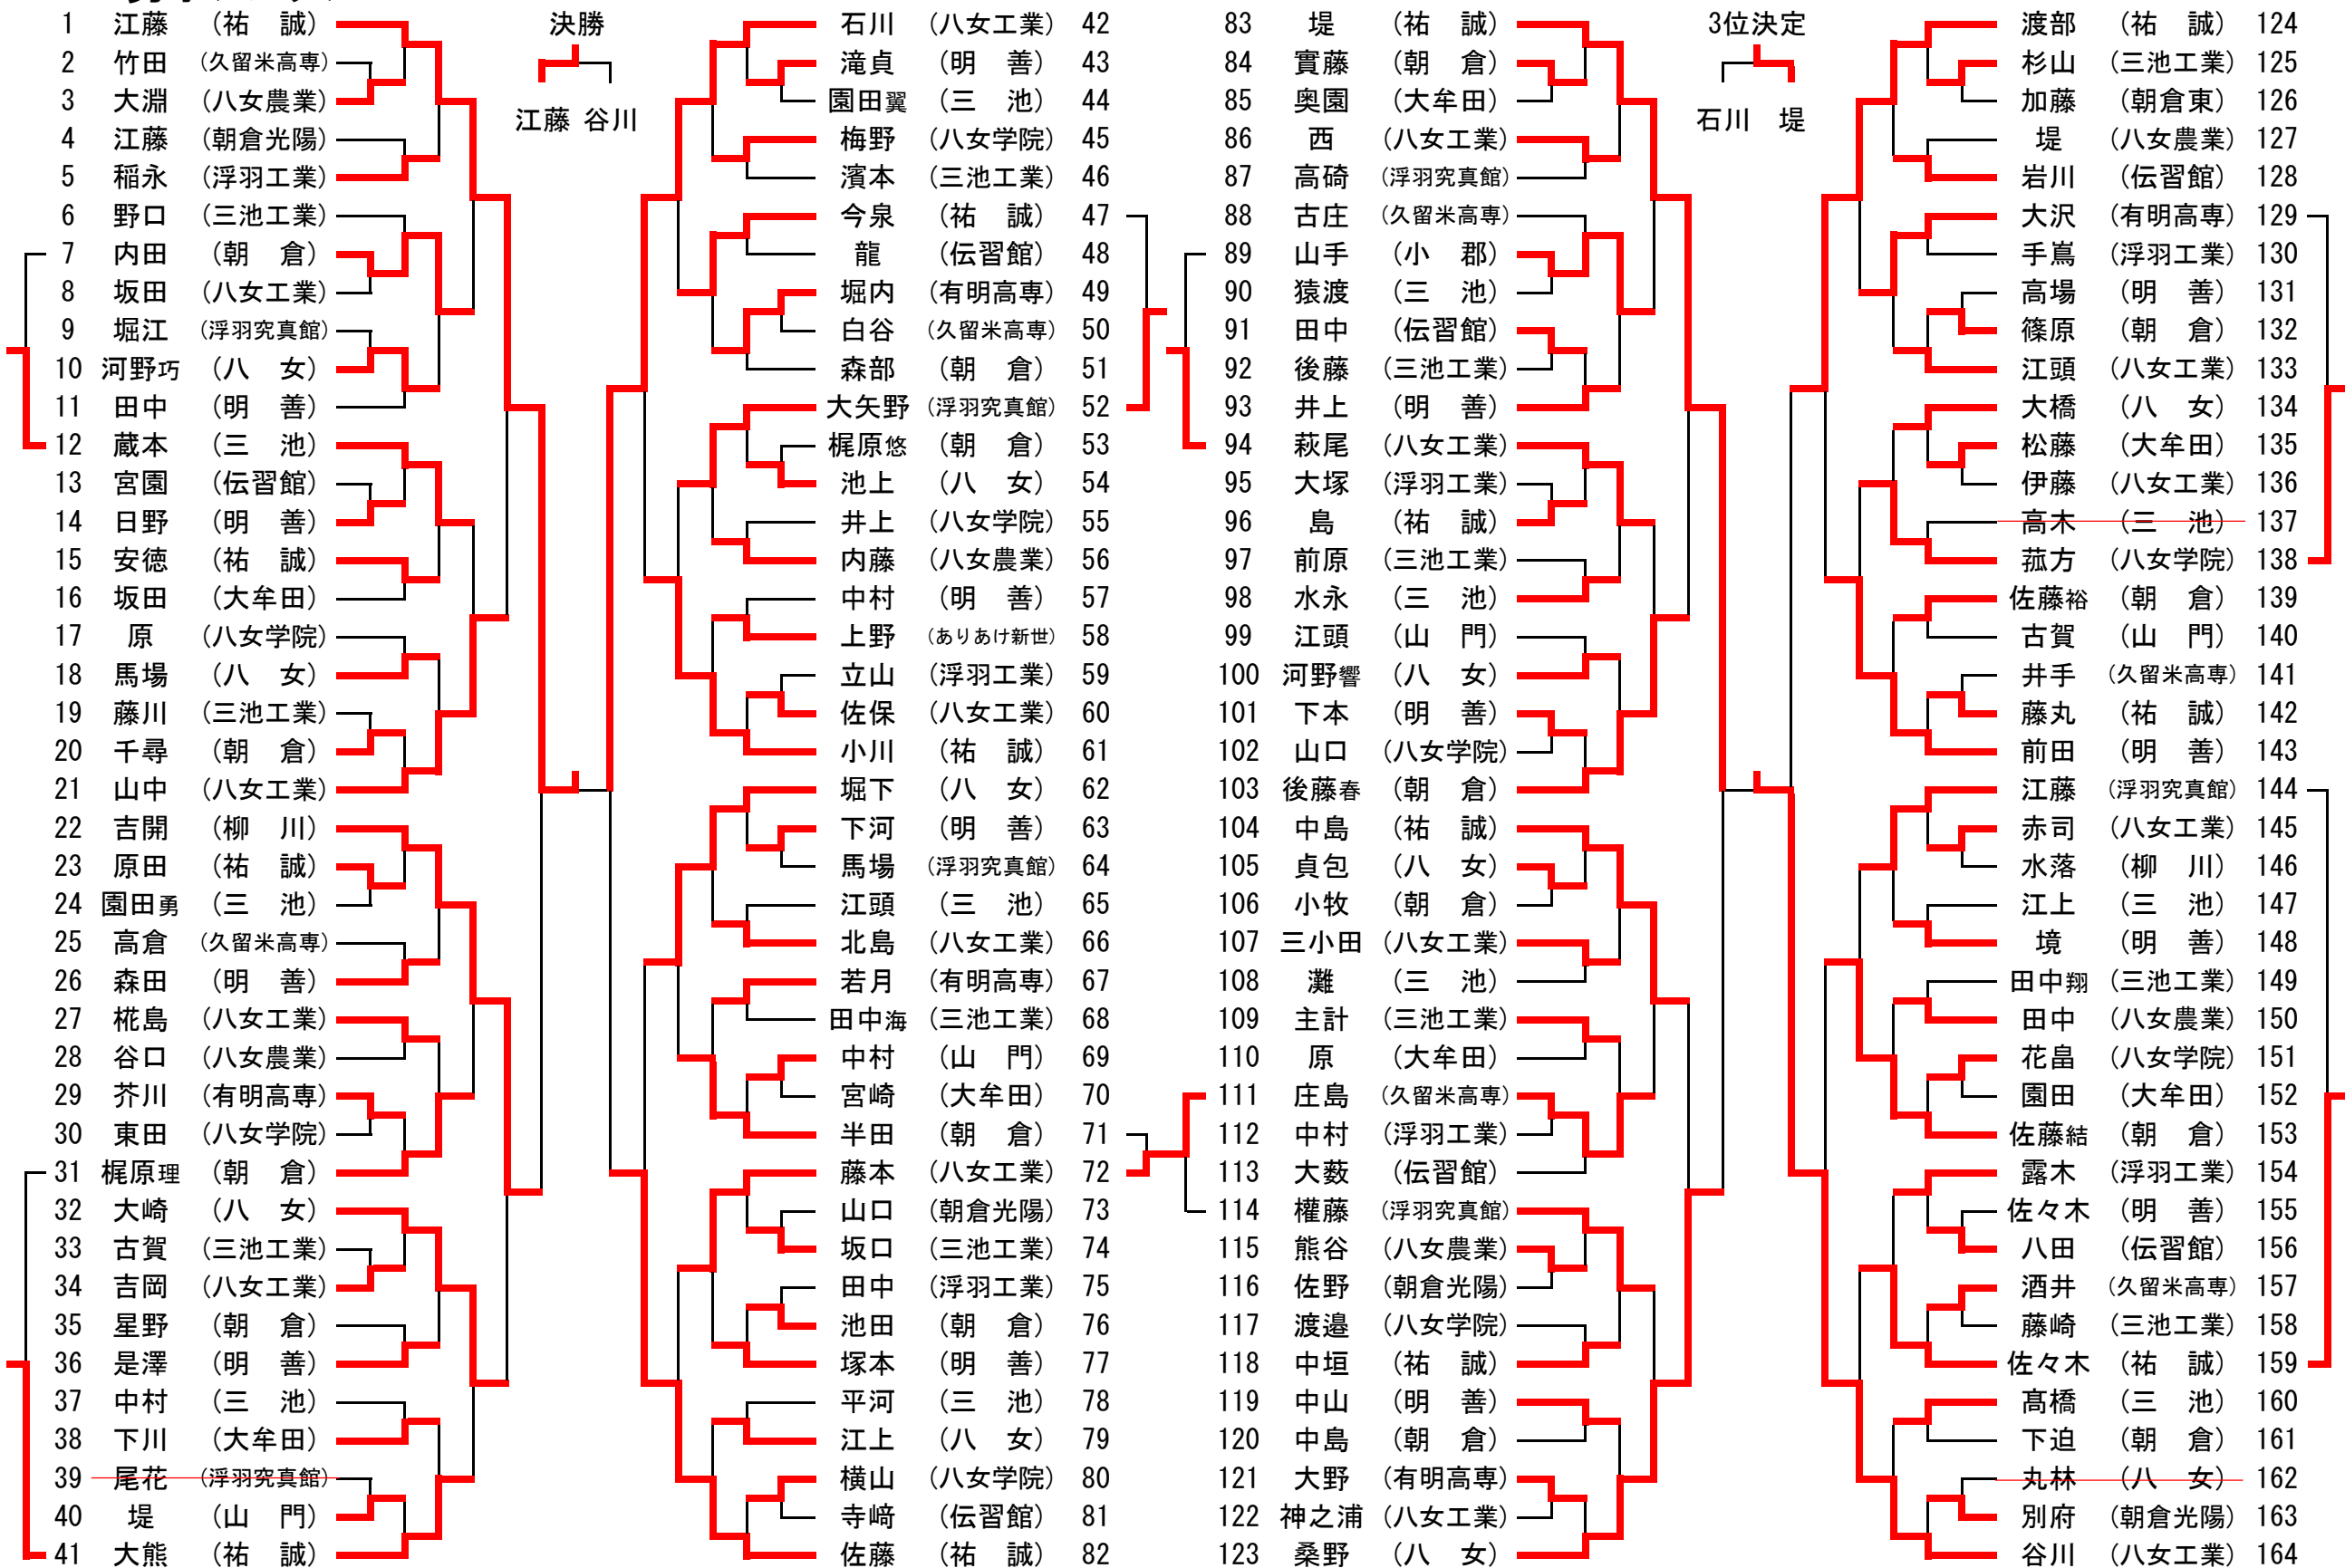 決勝
江藤 谷川
3位決定
石川 堤
1 江藤 （祐 誠）
2 竹田 （久留米高専）
3 大淵 （八女農業）
4 江藤 （朝倉光陽）
5 稲永 （浮羽工業）
6 野口 （三池工業）
7 内田 （朝 倉）
8 坂田 （八女工業）
9 堀江 （浮羽究真館）
10 河野巧 （八 女）
11 田中 （明 善）
12 蔵本 （三 池）
13 宮園 （伝習館）
14 日野 （明 善）
15 安徳 （祐 誠）
16 坂田 （大牟田）
17 原 （八女学院）
18 馬場 （八 女）
19 藤川 （三池工業）
20 千尋 （朝 倉）
21 山中 （八女工業）
22 吉開 （柳 川）
23 原田 （祐 誠）
24 園田勇 （三 池）
25 高倉 （久留米高専）
26 森田 （明 善）
27 椛島 （八女工業）
28 谷口 （八女農業）
29 芥川 （有明高専）
30 東田 （八女学院）
31 梶原理 （朝 倉）
32 大崎 （八 女）
33 古賀 （三池工業）
34 吉岡 （八女工業）
35 星野 （朝 倉）
36 是澤 （明 善）
37 中村 （三 池）
38 下川 （大牟田）
39 尾花 （浮羽究真館）
40 堤 （山 門）
41 大熊 （祐 誠）
石川 （八女工業） 42
滝貞 （明 善） 43
園田翼 （三 池） 44
梅野 （八女学院） 45
濱本 （三池工業） 46
今泉 （祐 誠） 47
龍 （伝習館） 48
堀内 （有明高専） 49
白谷 （久留米高専） 50
森部 （朝 倉） 51
大矢野 （浮羽究真館） 52
梶原悠 （朝 倉） 53
池上 （八 女） 54
井上 （八女学院） 55
内藤 （八女農業） 56
中村 （明 善） 57
上野 （ありあけ新世） 58
立山 （浮羽工業） 59
佐保 （八女工業） 60
小川 （祐 誠） 61
堀下 （八 女） 62
下河 （明 善） 63
馬場 （浮羽究真館） 64
江頭 （三 池） 65
北島 （八女工業） 66
若月 （有明高専） 67
田中海 （三池工業） 68
中村 （山 門） 69
宮崎 （大牟田） 70
半田 （朝 倉） 71
藤本 （八女工業） 72
山口 （朝倉光陽） 73
坂口 （三池工業） 74
田中 （浮羽工業） 75
池田 （朝 倉） 76
塚本 （明 善） 77
平河 （三 池） 78
江上 （八 女） 79
横山 （八女学院） 80
寺﨑 （伝習館） 81
佐藤 （祐 誠） 82
83 堤 （祐 誠）
84 實藤 （朝 倉）
85 奥園 （大牟田）
86 西 （八女工業）
87 高碕 （浮羽究真館）
88 古庄 （久留米高専）
89 山手 （小 郡）
90 猿渡 （三 池）
91 田中 （伝習館）
92 後藤 （三池工業）
93 井上 （明 善）
94 萩尾 （八女工業）
95 大塚 （浮羽工業）
96 島 （祐 誠）
97 前原 （三池工業）
98 水永 （三 池）
99 江頭 （山 門）
100 河野響 （八 女）
101 下本 （明 善）
102 山口 （八女学院）
103 後藤春 （朝 倉）
104 中島 （祐 誠）
105 貞包 （八 女）
106 小牧 （朝 倉）
107 三小田 （八女工業）
108 灘 （三 池）
109 主計 （三池工業）
110 原 （大牟田）
111 庄島 （久留米高専）
112 中村 （浮羽工業）
113 大薮 （伝習館）
114 權藤 （浮羽究真館）
115 熊谷 （八女農業）
116 佐野 （朝倉光陽）
117 渡邉 （八女学院）
118 中垣 （祐 誠）
119 中山 （明 善）
120 中島 （朝 倉）
121 大野 （有明高専）
122 神之浦 （八女工業）
123 桑野 （八 女）
渡部 （祐 誠） 124
杉山 （三池工業） 125
加藤 （朝倉東） 126
堤 （八女農業） 127
岩川 （伝習館） 128
大沢 （有明高専） 129
手嶌 （浮羽工業） 130
高場 （明 善） 131
篠原 （朝 倉） 132
江頭 （八女工業） 133
大橋 （八 女） 134
松藤 （大牟田） 135
伊藤 （八女工業） 136
高木 （三 池） 137
菰方 （八女学院） 138
佐藤裕 （朝 倉） 139
古賀 （山 門） 140
井手 （久留米高専） 141
藤丸 （祐 誠） 142
前田 （明 善） 143
江藤 （浮羽究真館） 144
赤司 （八女工業） 145
水落 （柳 川） 146
江上 （三 池） 147
境 （明 善） 148
田中翔 （三池工業） 149
田中 （八女農業） 150
花畠 （八女学院） 151
園田 （大牟田） 152
佐藤結 （朝 倉） 153
露木 （浮羽工業） 154
佐々木 （明 善） 155
八田 （伝習館） 156
酒井 （久留米高専） 157
藤崎 （三池工業） 158
佐々木 （祐 誠） 159
髙橋 （三 池） 160
下迫 （朝 倉） 161
丸林 （八 女） 162
別府 （朝倉光陽） 163
谷川 （八女工業） 164